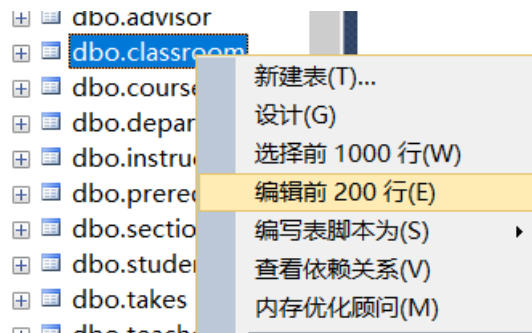 dbo.advisor
dbo.classroom
新建表(T)...
dbo.course
设计(G)
dbo.depar
选择前 1000 行(W)
dbo.instru
编辑前 200 行(E)
dbo.prere
编写表脚本为(S)
dbo.sectio
查看依赖关系(V)
dbo.studen
内存优化顾问(M)
dbo.takes